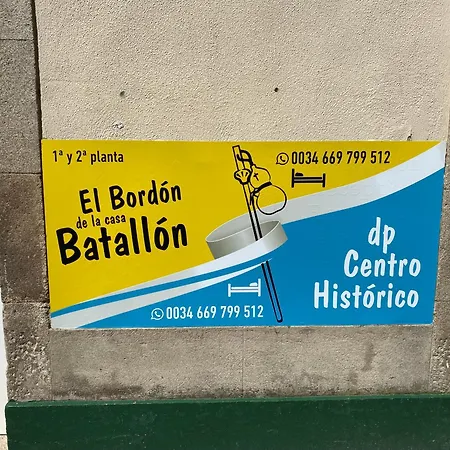 1ª y 2ª planta
0034 669 799 512
El Bordón
de la casa
Batallón
dp
Centro
Histórico
0034 669 799 512